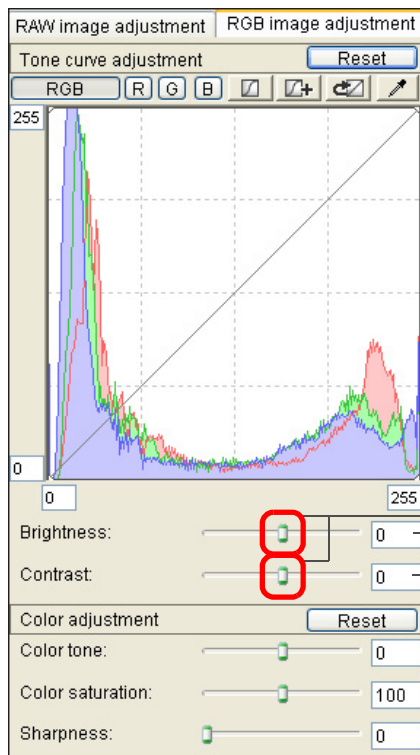 RAW image adjustment RGB image adjustment
Tone curve adjustment Reset
RGB R G B
255
0
0 255
Brightness: 0
Contrast: 0
Color adjustment Reset
Color tone: 0
Color saturation: 100
Sharpness: 0